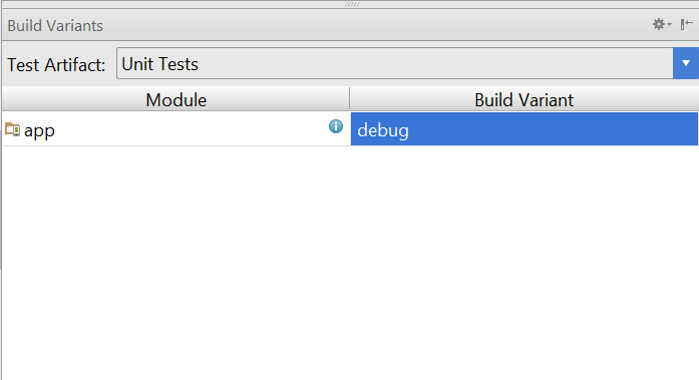 Build Variants
Test Artifact: Unit Tests
Module Build Variant
app debug